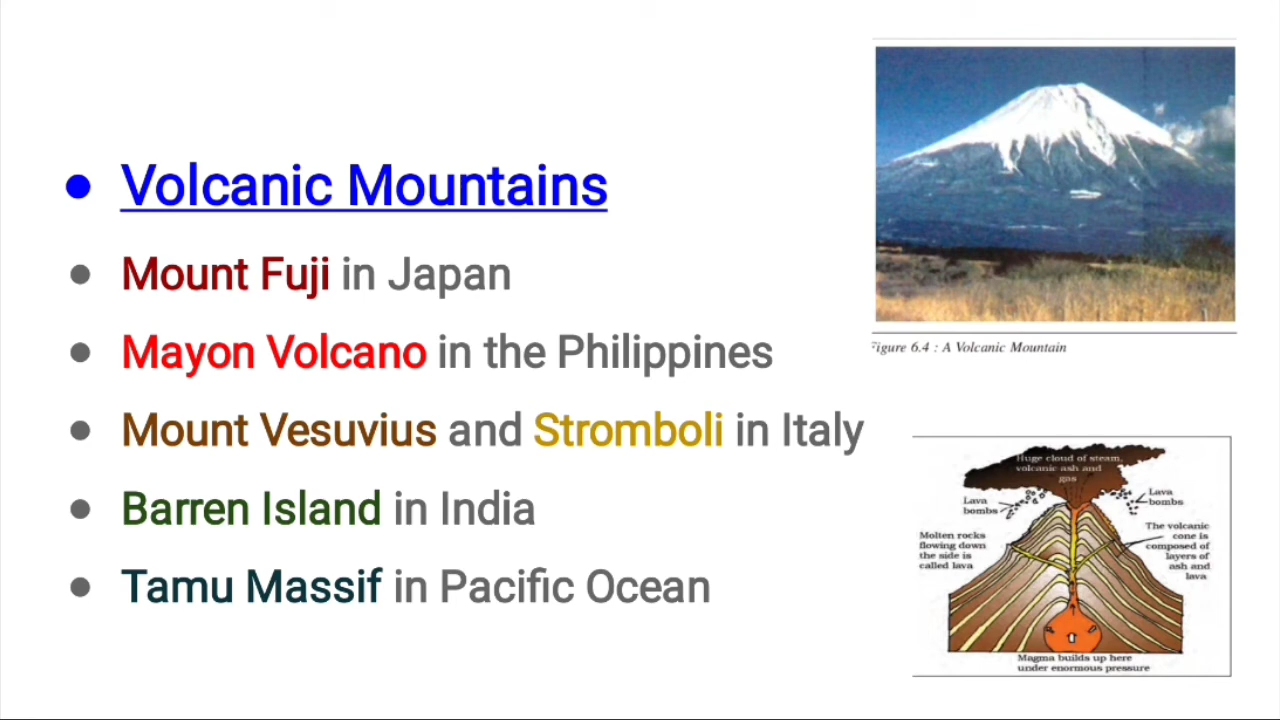 Volcanic Mountains
Mount Fuji in Japan
Mayon Volcano in the Philippines
Mount Vesuvius and Stromboli in Italy
Barren Island in India
Tamu Massif in Pacific Ocean
Figure 6.4 : A Volcanic Mountain
Huge cloud of steam,
volcanic ash and
gas
Lava
bombs
Lava
bombs
Molten rocks
flowing down
the side is
called lava
The volcanic
cone is
composed of
layers of
ash and
lava
Magma builds up here
under enormous pressure